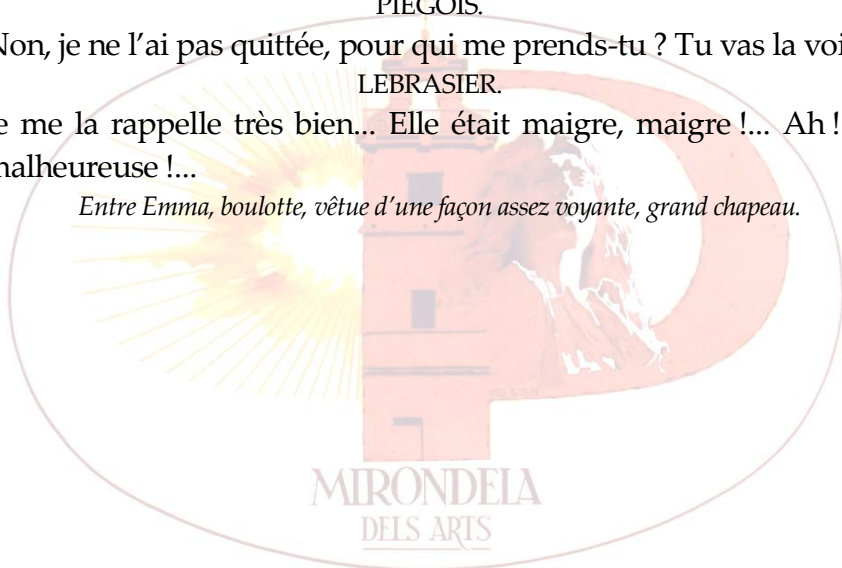 PIÉGOIS.
Non, je ne l’ai pas quittée, pour qui me prends-tu ? Tu vas la voi
LEBRASIER.
e me la rappelle très bien... Elle était maigre, maigre !... Ah !
malheureuse !...
Entre Emma, boulotte, vêtue d’une façon assez voyante, grand chapeau.
MIRONDELA
DELS ARTS